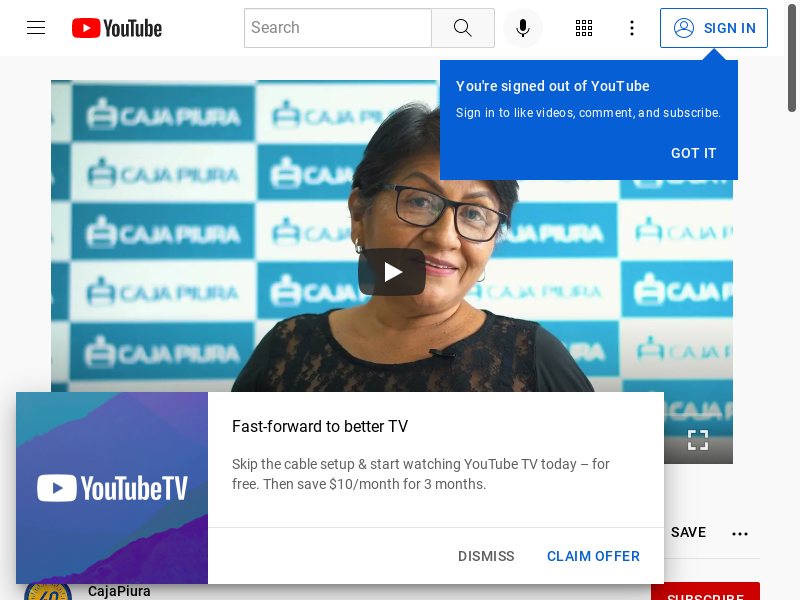 YouTube
Search
SIGN IN
You're signed out of YouTube
Sign in to like videos, comment, and subscribe.
GOT IT
CAJA PIURA
CAJA PIURA
CAJA PIURA
CAJA PIURA
CAJA PIURA
Fast-forward to better TV
Skip the cable setup & start watching YouTube TV today – for
free. Then save $10/month for 3 months.
YouTubeTV
DISMISS
CLAIM OFFER
SAVE
CajaPiura
SUBSCRIBE